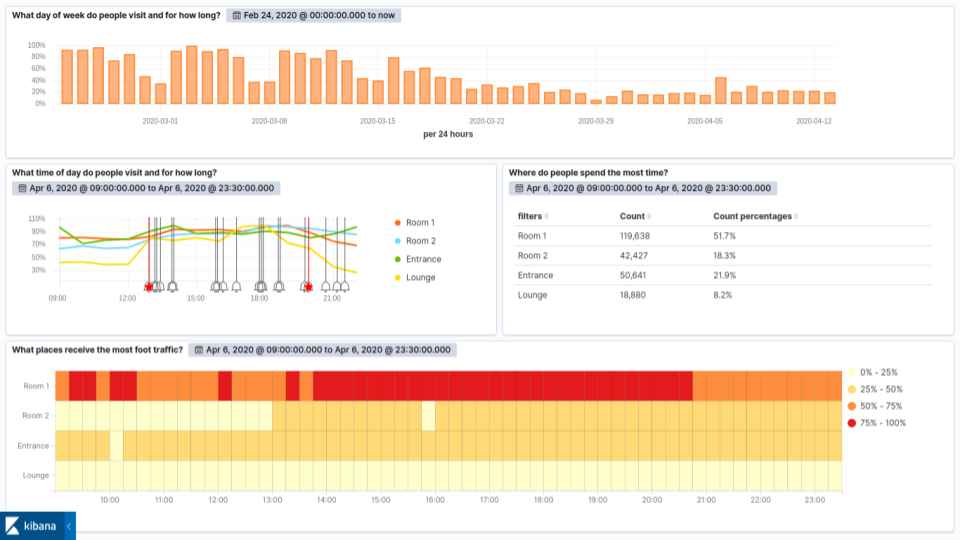 What day of week do people visit and for how long? Feb 24, 2020 @ 00:00:00.000 to now
100%
80%
60%
40%
20%
0%
2020-03-01 2020-03-08 2020-03-15 2020-03-22 2020-03-29 2020-04-05 2020-04-12
per 24 hours
What time of day do people visit and for how long?
Apr 6, 2020 @ 09:00:00.000 to Apr 6, 2020 @ 23:30:00.000
110%
90%
70%
50%
30%
09:00 12:00 15:00 18:00 21:00
Room 1
Room 2
Entrance
Lounge
Where do people spend the most time?
Apr 6, 2020 @ 09:00:00.000 to Apr 6, 2020 @ 23:30:00.000
filters Count Count percentages
Room 1 119,638 51.7%
Room 2 42,427 18.3%
Entrance 50,641 21.9%
Lounge 18,880 8.2%
What places receive the most foot traffic? Apr 6, 2020 @ 09:00:00.000 to Apr 6, 2020 @ 23:30:00.000
Room 1
Room 2
Entrance
Lounge
10:00 11:00 12:00 13:00 14:00 15:00 16:00 17:00 18:00 19:00 20:00 21:00 22:00 23:00
0% - 25%
25% - 50%
50% - 75%
75% - 100%
kibana